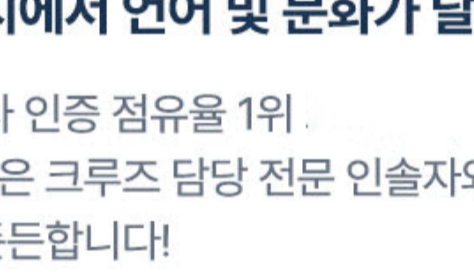 에서 언어 및 문화가
인증 점유율 1위 .
은 크루즈 담당 전문 인솔자와
든든합니다!